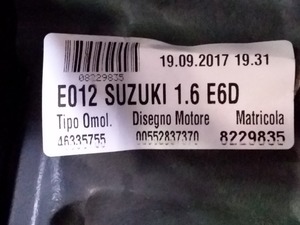 19.09.2017 19.31
08229835
E012 SUZUKI 1.6 E6D
Tipo Omol. Disegno Motore Matricola
46335755 00552837370 8229835